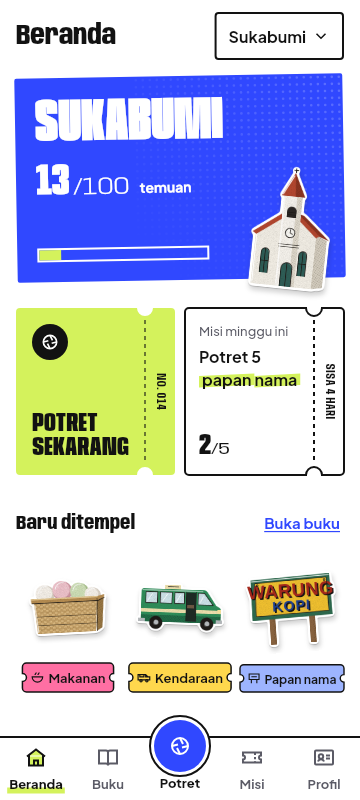 Beranda
Sukabumi
SUKABUMI
13/100 temuan
POTRET
SEKARANG
NO. 014
Misi minggu ini
Potret 5
papan nama
2/5
SISA 4 HARI
Baru ditempel
Buka buku
WARUNG
KOPI
Makanan
Kendaraan
Papan nama
Beranda
Buku
Potret
Misi
Profil